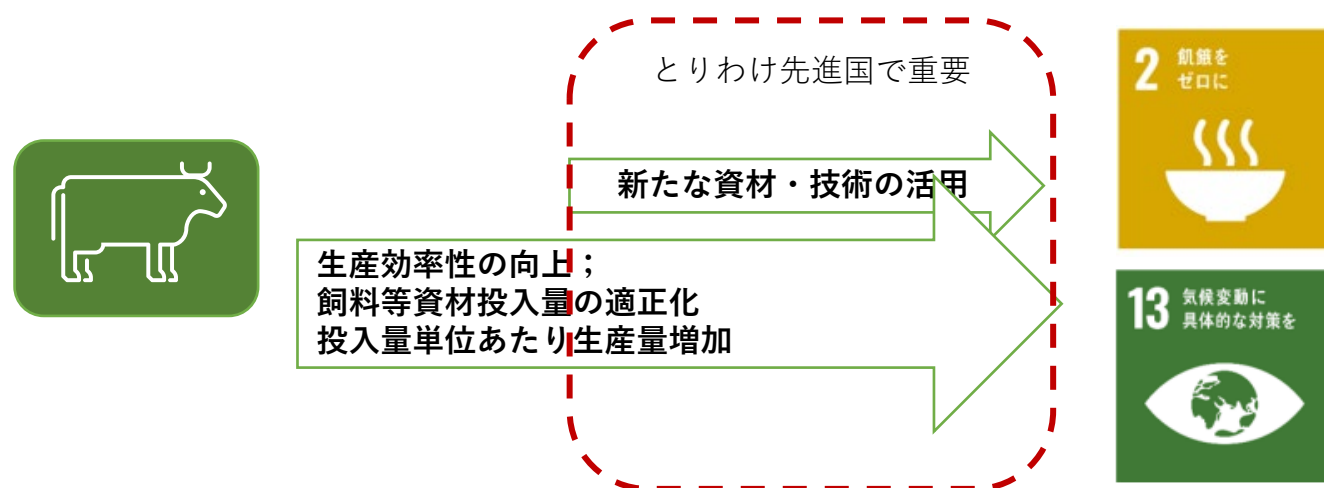 とりわけ先進国で重要
新たな資材・技術の活用
生産効率性の向上；
飼料等資材投入量の適正化
投入量単位あたり生産量増加
2 飢餓を
ゼロに
13 気候変動に
具体的な対策を